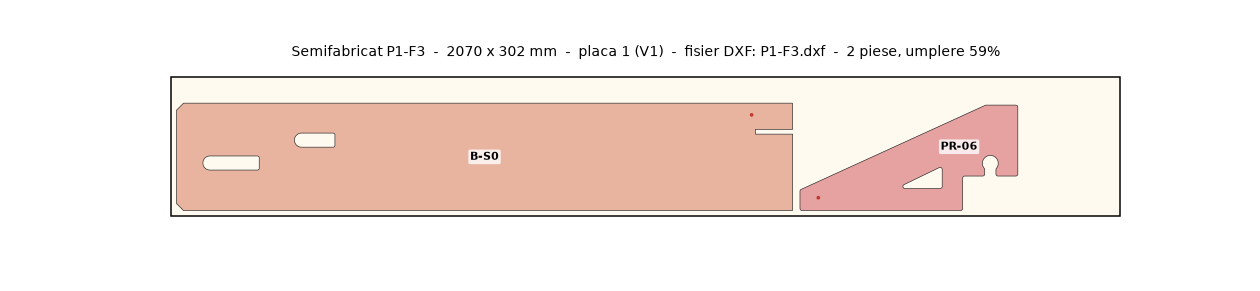 Semifabricat P1-F3 - 2070 x 302 mm - placa 1 (V1) - fisier DXF: P1-F3.dxf - 2 piese, umplere 59%
PR-06
B-S0